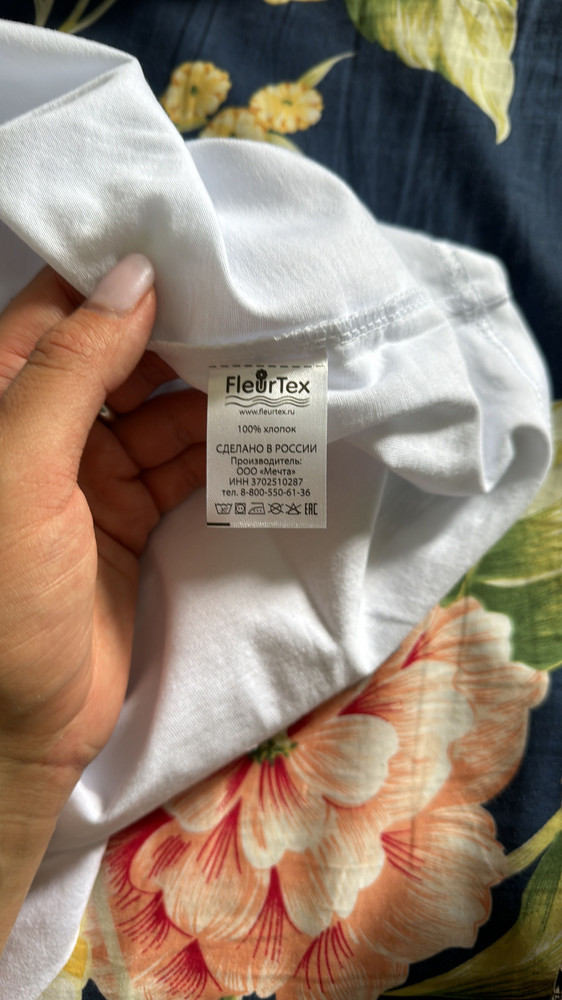 FleurTex
www.fleurtex.ru
100% хлопок
СДЕЛАНО В РОССИИ
Производитель:
ООО «Мечта»
ИНН 3702510287
тел. 8-800-550-61-36
EAC